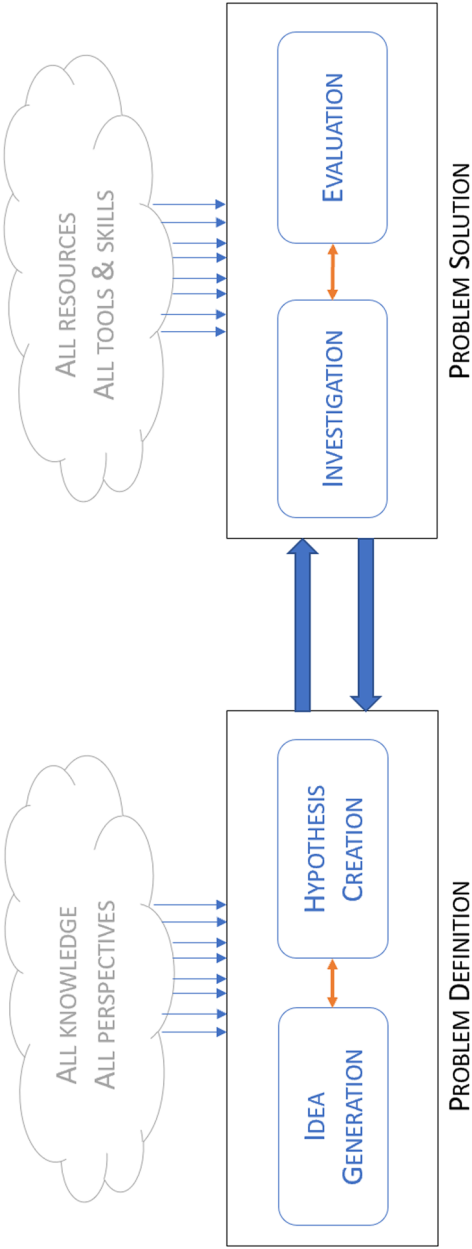 All knowledge
All perspectives
Idea
Generation
Hypothesis
Creation
Problem Definition
All resources
All tools & skills
Investigation
Evaluation
Problem Solution